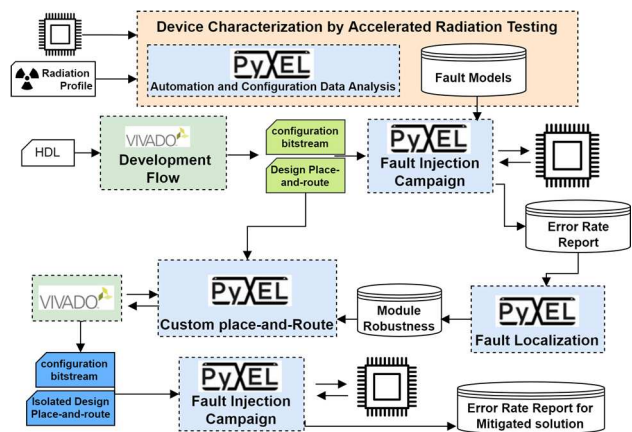 Device Characterization by Accelerated Radiation Testing
Radiation
Profile
PyXEL
Automation and Configuration Data Analysis
Fault Models
HDL
VIVADO
Development
Flow
configuration
bitstream
Design Place-
and-route
PyXEL
Fault Injection
Campaign
Error Rate
Report
VIVADO
PyXEL
Custom place-and-Route
Module
Robustness
PyXEL
Fault Localization
configuration
bitstream
Isolated Design
Place-and-route
PyXEL
Fault Injection
Campaign
Error Rate Report for
Mitigated solution